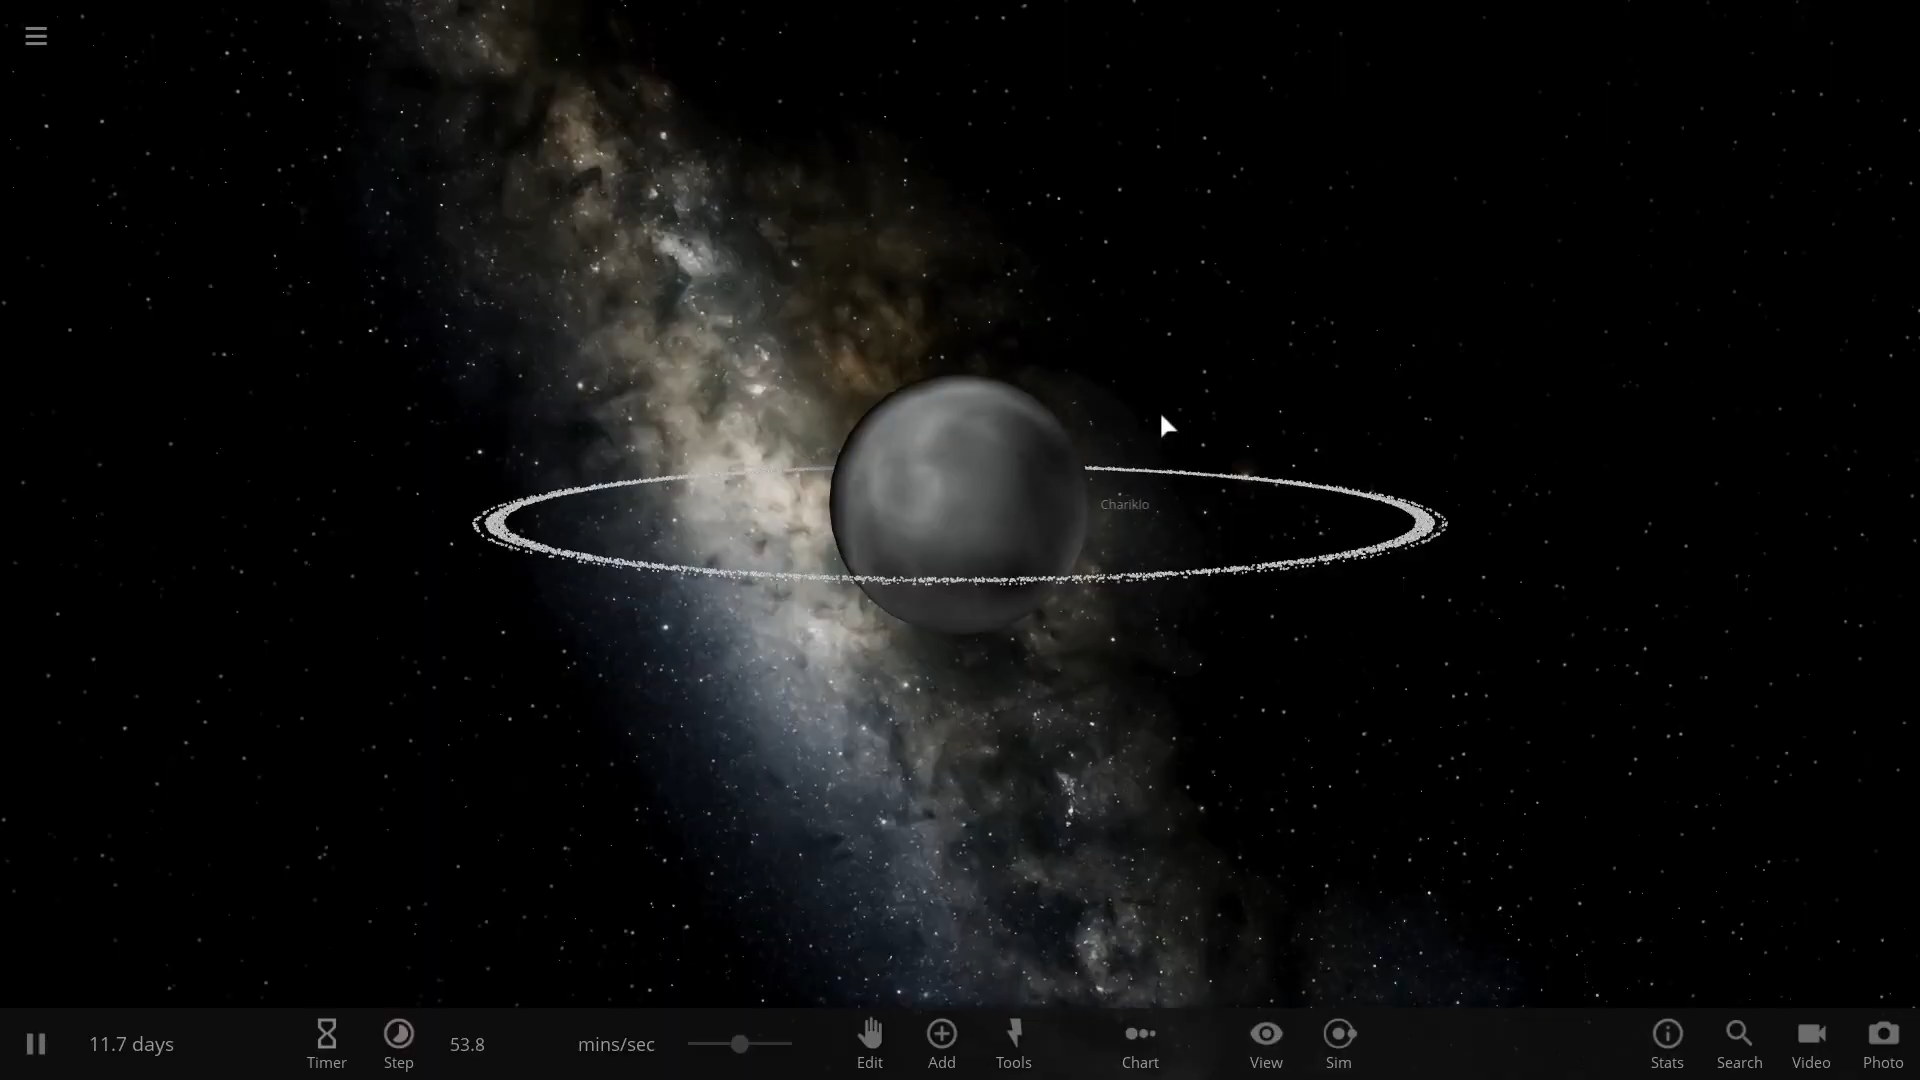 Chariklo
11.7 days
Timer
Step
53.8
mins/sec
Edit
Add
Tools
Chart
View
Sim
Stats
Search
Video
Photo